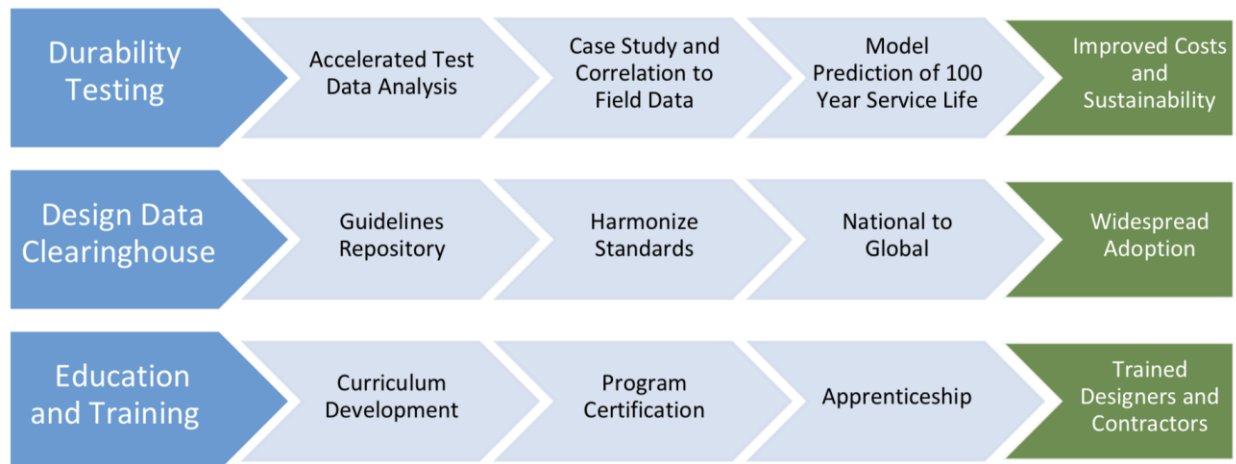 Durability
Testing
Accelerated Test
Data Analysis
Case Study and
Correlation to
Field Data
Model
Prediction of 100
Year Service Life
Improved Costs
and
Sustainability
Design Data
Clearinghouse
Guidelines
Repository
Harmonize
Standards
National to
Global
Widespread
Adoption
Education
and Training
Curriculum
Development
Program
Certification
Apprenticeship
Trained
Designers and
Contractors